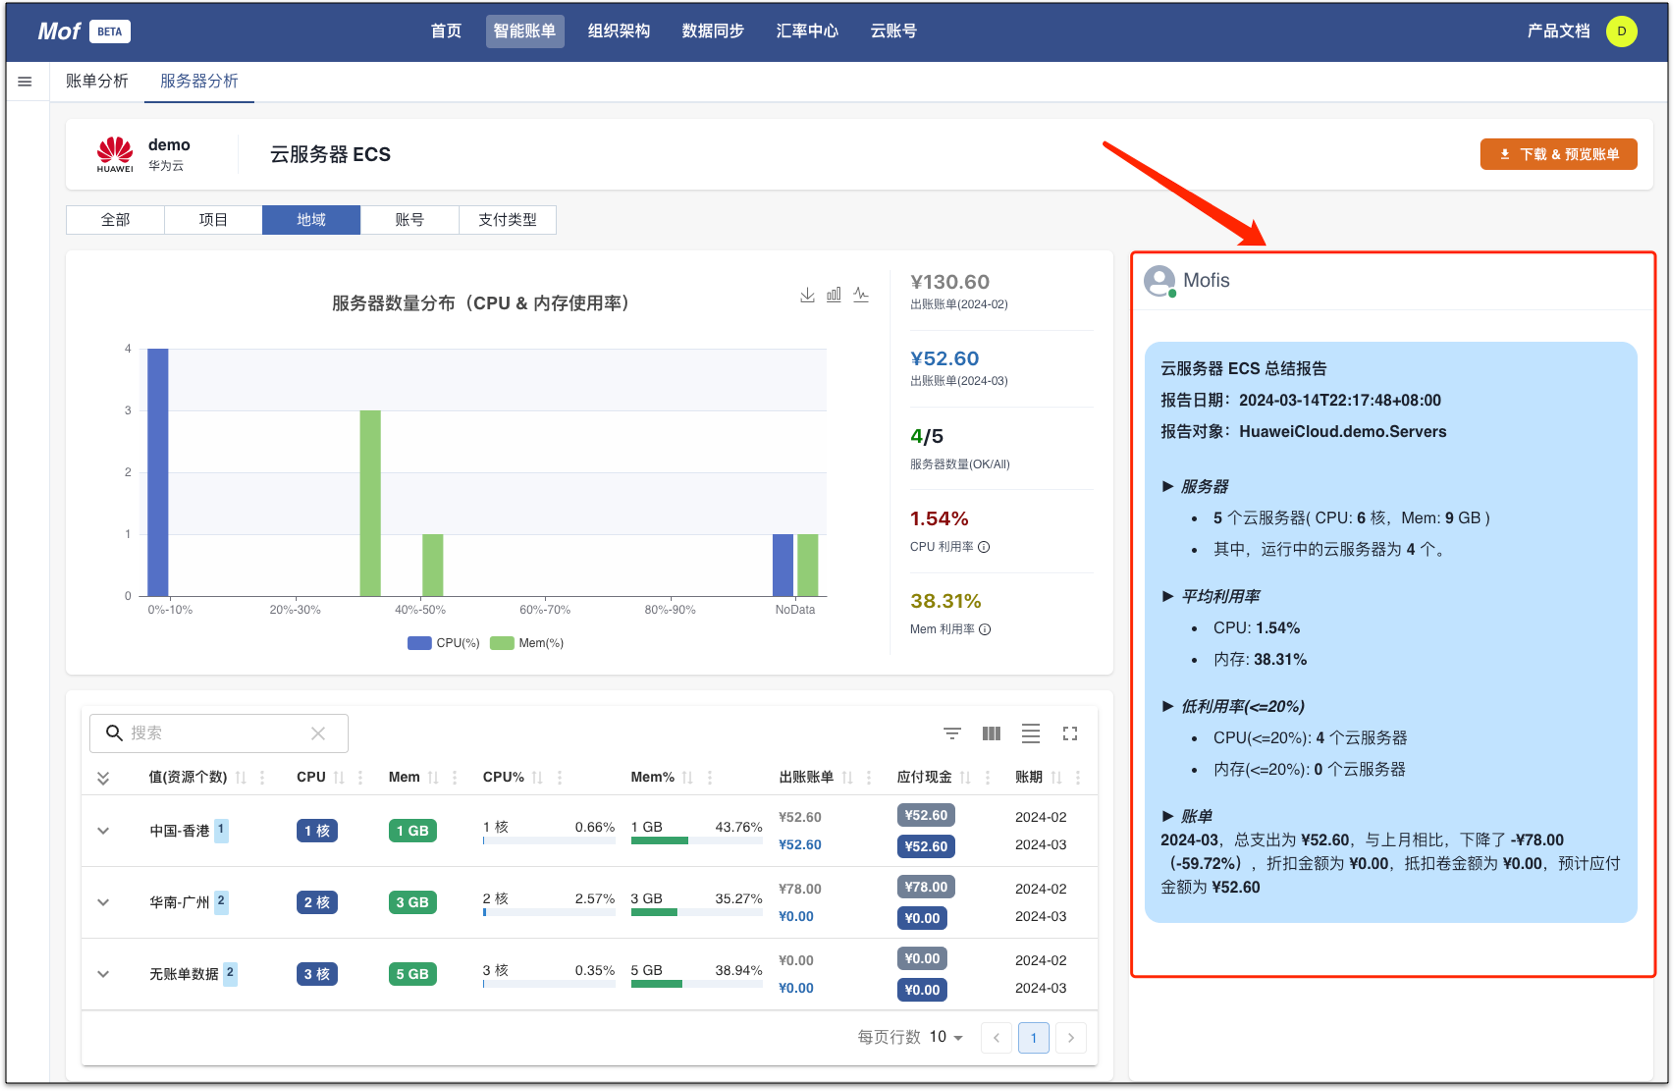 Mof BETA
首页 智能账单 组织架构 数据同步 汇率中心 云账号
产品文档 D
账单分析 服务器分析
HUAWEI
demo
华为云
云服务器 ECS
下载 & 预览账单
全部 项目 地域 账号 支付类型
服务器数量分布（CPU & 内存使用率）
4
3
2
1
0
0%-10% 20%-30% 40%-50% 60%-70% 80%-90% NoData
CPU(%) Mem(%)
¥130.60
出账账单(2024-02)
¥52.60
出账账单(2024-03)
4/5
服务器数量(OK/All)
1.54%
CPU 利用率
38.31%
Mem 利用率
搜索
值(资源个数) CPU Mem CPU% Mem% 出账账单 应付现金 账期
中国-香港 1 1 核 1 GB 1 核 0.66% 1 GB 43.76% ¥52.60 ¥52.60 2024-02
¥52.60 ¥52.60 2024-03
华南-广州 2 2 核 3 GB 2 核 2.57% 3 GB 35.27% ¥78.00 ¥78.00 2024-02
¥0.00 ¥0.00 2024-03
无账单数据 2 3 核 5 GB 3 核 0.35% 5 GB 38.94% ¥0.00 ¥0.00 2024-02
¥0.00 ¥0.00 2024-03
每页行数 10 1
Mofis
云服务器 ECS 总结报告
报告日期：2024-03-14T22:17:48+08:00
报告对象：HuaweiCloud.demo.Servers
► 服务器
• 5 个云服务器( CPU: 6 核，Mem: 9 GB )
• 其中，运行中的云服务器为 4 个。
► 平均利用率
• CPU: 1.54%
• 内存: 38.31%
► 低利用率(<=20%)
• CPU(<=20%): 4 个云服务器
• 内存(<=20%): 0 个云服务器
► 账单
2024-03，总支出为 ¥52.60，与上月相比，下降了 -¥78.00
（-59.72%），折扣金额为 ¥0.00，抵扣卷金额为 ¥0.00，预计应付
金额为 ¥52.60